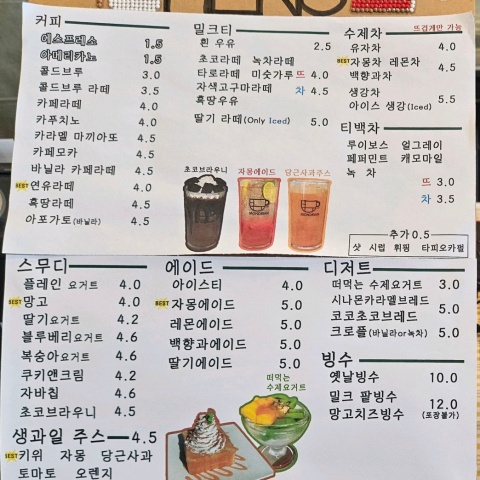 커피
에소프레소 1.5
아메리카노 1.5
콜드브루 3.0
콜드브루 라떼 3.5
카페라떼 4.0
카푸치노 4.0
카라멜 마끼아또 4.5
카페모카 4.5
바닐라 카페라떼 4.5
BEST 연유라떼 4.0
흑당라떼 4.5
아포가토(바닐라) 4.5
밀크티
흰 우유 2.5
초코라떼 녹차라떼
타로라떼 미숫가루 뜨 4.0
자색고구마라떼 차 4.5
흑땅우유
딸기 라떼(Only Iced) 5.0
초코브라우니 자몽에이드 당근사과주스
수제차 뜨겁게만 가능
유자차 4.0
BEST 자몽차 레몬차 4.5
백향과차
생강차 5.5
아이스 생강(Iced)
티백차
루이보스 얼그레이
페퍼민트 캐모마일
녹 차
뜨 3.0
차 3.5
추가 0.5
샷 시럽 휘핑 타피오카펄
스무디
플레인 요거트 4.0
BEST 망고 4.0
딸기요거트 4.2
블루베리요거트 4.6
복숭아요거트 4.6
쿠키앤크림 4.2
자바칩 4.6
초코브라우니 4.5
생과일 주스 4.5
BEST 키위 자몽 당근사과
토마토 오렌지
에이드
아이스티 4.0
BEST 자몽에이드 5.0
레몬에이드 5.0
백향과에이드 5.0
딸기에이드 5.0
떠먹는
수제요거트
디저트
떠먹는 수제요거트 3.0
시나몬카라멜브레드 5.0
코코초코브레드
크로플(바닐라or녹차) 5.0
빙수
옛날빙수 10.0
밀크 팥빙수 12.0
망고치즈빙수 (포장불가)